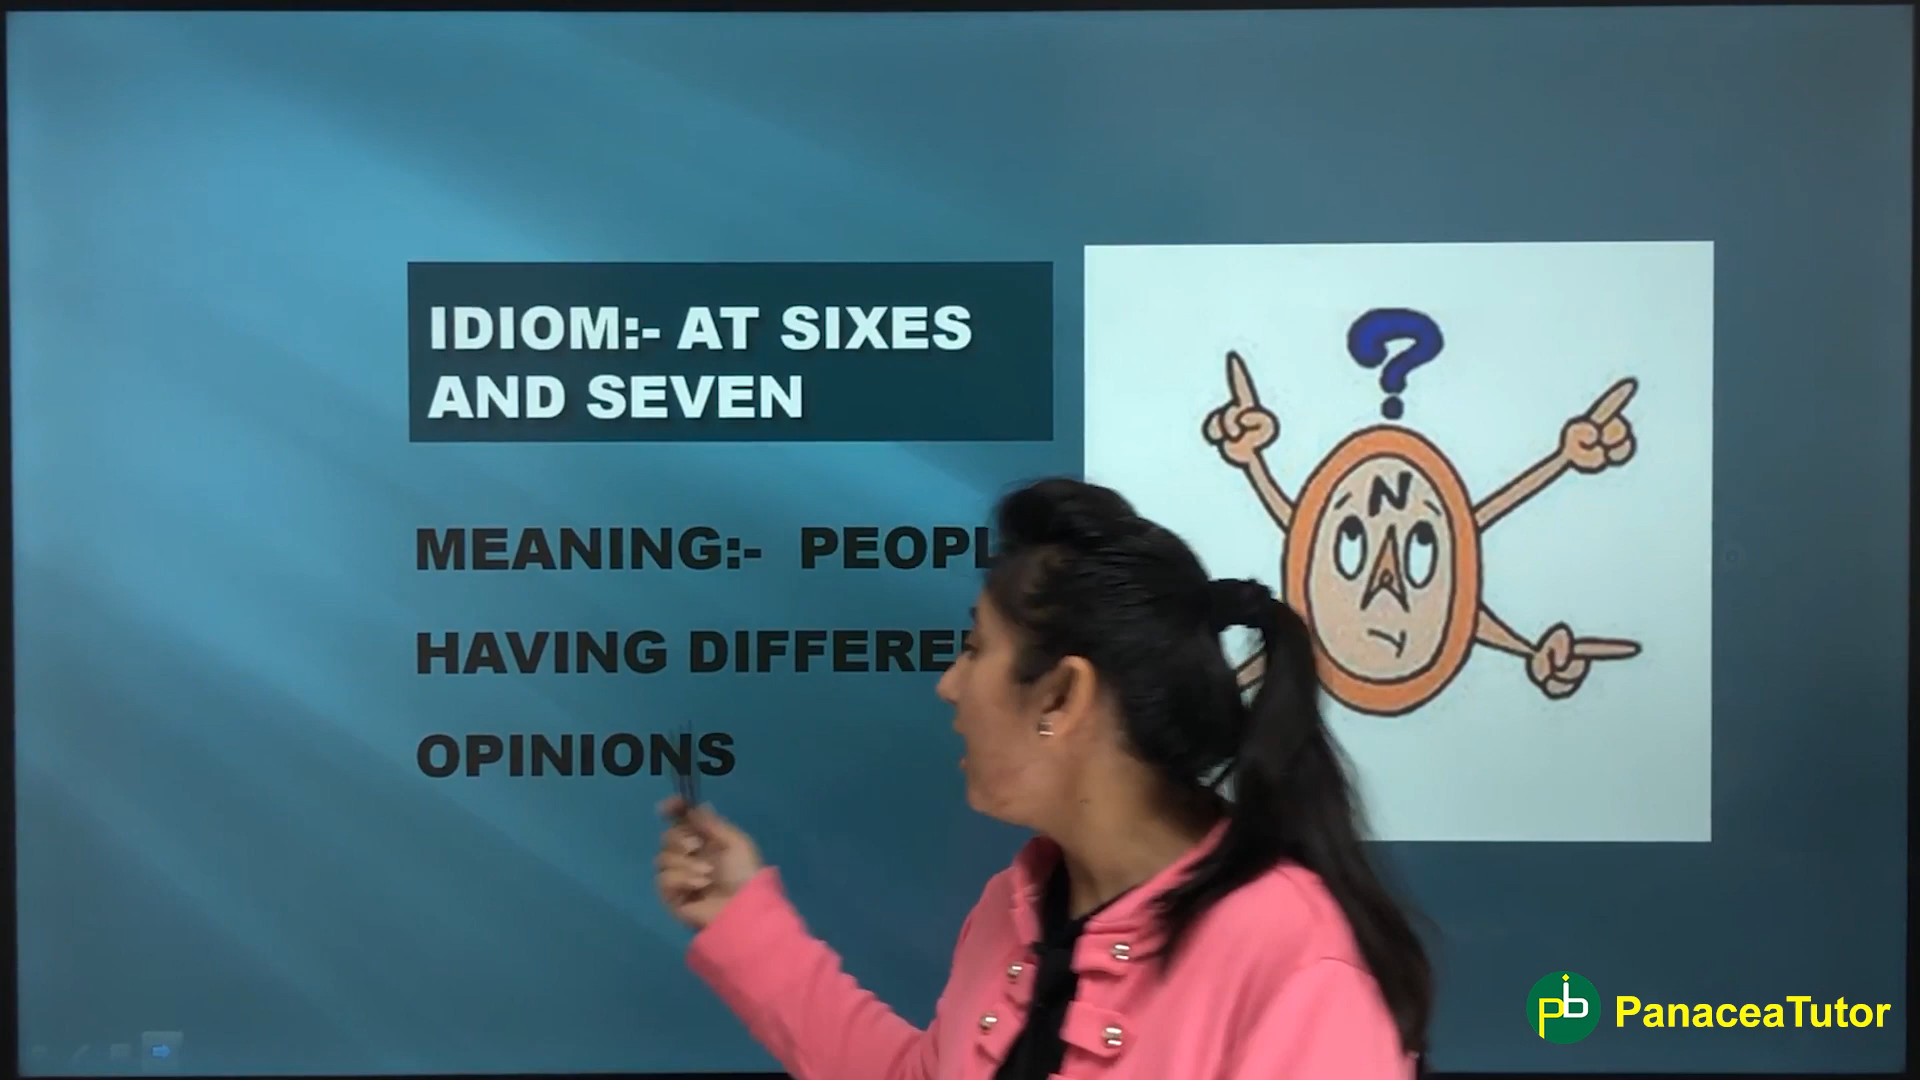 IDIOM:- AT SIXES
AND SEVEN
MEANING:- PEOPL
HAVING DIFFERE
OPINIONS
?
N
PanaceaTutor